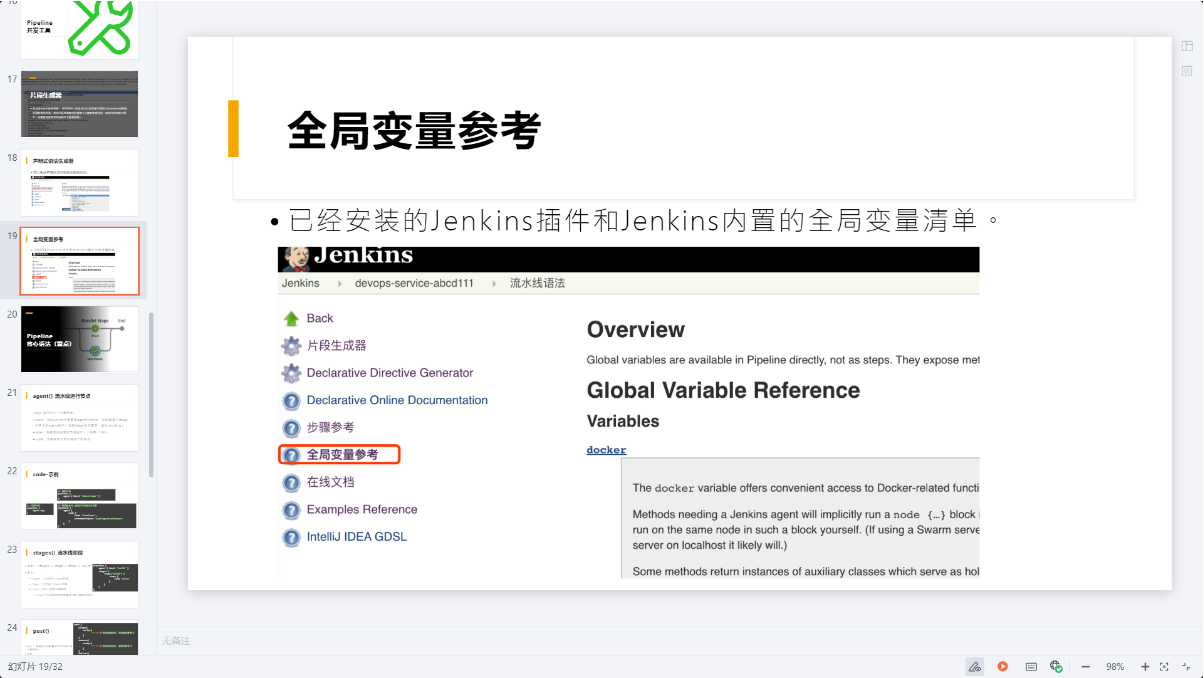 Pipeline
开发工具
17
片段生成器
18
声明式语法生成器
19
全局变量参考
20
Pipeline
核心语法（重点）
21
agent() 流水线运行节点
22
code-示例
23
stages() 流水线阶段
24
post()
全局变量参考
• 已经安装的Jenkins插件和Jenkins内置的全局变量清单。
Jenkins
Jenkins devops-service-abcd111 流水线语法
Back
片段生成器
Declarative Directive Generator
Declarative Online Documentation
步骤参考
全局变量参考
在线文档
Examples Reference
IntelliJ IDEA GDSL
Overview
Global variables are available in Pipeline directly, not as steps. They expose met
Global Variable Reference
Variables
docker
The docker variable offers convenient access to Docker-related functi
Methods needing a Jenkins agent will implicitly run a node {…} block i
run on the same node in such a block yourself. (If using a Swarm serve
server on localhost it likely will.)
Some methods return instances of auxiliary classes which serve as hol
无备注
幻灯片 19/32
98%